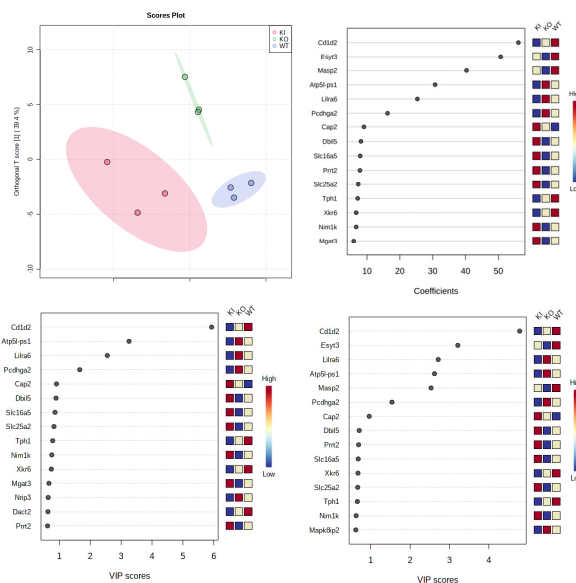 Scores Plot
KI
KO
WT
Orthogonal T score [1] ( 39.4 %)
10
5
0
-5
-10
KI KO WT
Cd1d2
Esyt3
Masp2
Atp5l-ps1
Lilra6
Pcdhga2
Cap2
Dbil5
Slc16a5
Prrt2
Slc25a2
Tph1
Xkr6
Nim1k
Mgat3
10 20 30 40 50
Coefficients
KI KO WT
Cd1d2
Atp5l-ps1
Lilra6
Pcdhga2
Cap2
Dbil5
Slc16a5
Slc25a2
Tph1
Nim1k
Xkr6
Mgat3
Nrip3
Dact2
Prrt2
1 2 3 4 5 6
VIP scores
High
Low
KI KO WT
Cd1d2
Esyt3
Lilra6
Atp5l-ps1
Masp2
Pcdhga2
Cap2
Dbil5
Prrt2
Slc16a5
Xkr6
Slc25a2
Tph1
Nim1k
Mapk8ip2
1 2 3 4
VIP scores